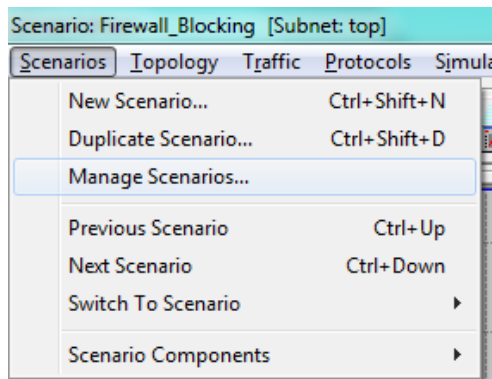 Scenario: Firewall_Blocking [Subnet: top]
Scenarios Topology Traffic Protocols
New Scenario... Ctrl+Shift+N
Duplicate Scenario... Ctrl+Shift+D
Manage Scenarios...
Previous Scenario Ctrl+Up
Next Scenario Ctrl+Down
Switch To Scenario
Scenario Components